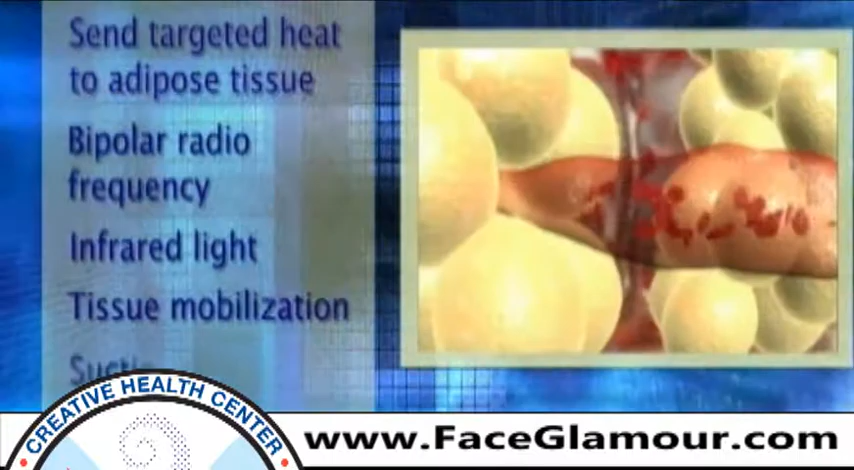 Send targeted heat
to adipose tissue
Bipolar radio
frequency
Infrared light
Tissue mobilization
CREATIVE HEALTH CENTER
www.FaceGlamour.com